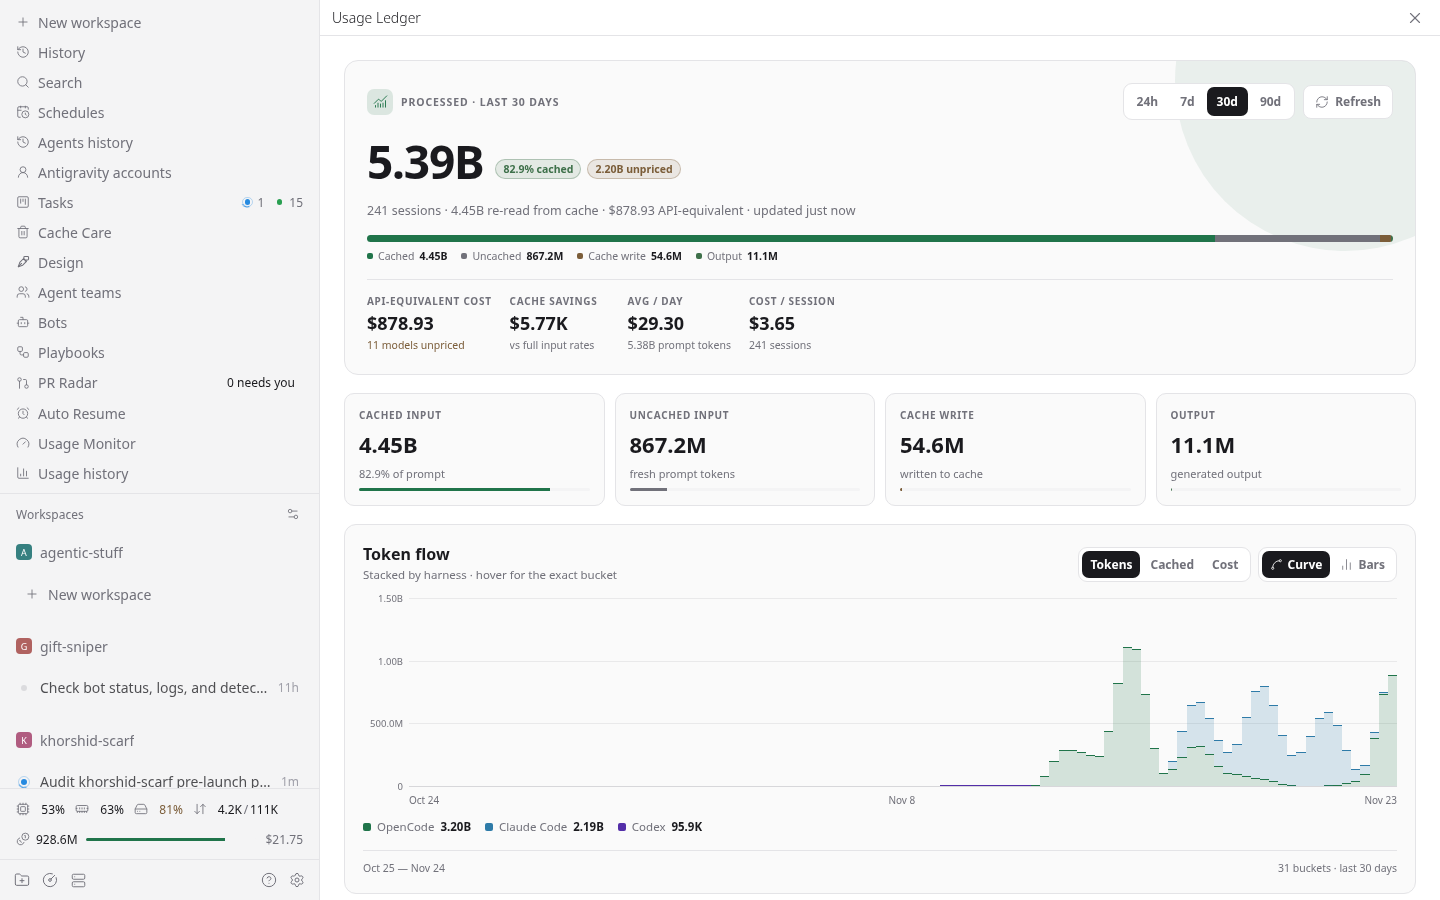 New workspace
History
Search
Schedules
Agents history
Antigravity accounts
Tasks 1 15
Cache Care
Design
Agent teams
Bots
Playbooks
PR Radar 0 needs you
Auto Resume
Usage Monitor
Usage history
Workspaces
A agentic-stuff
New workspace
G gift-sniper
Check bot status, logs, and detec... 11h
K khorshid-scarf
Audit khorshid-scarf pre-launch p... 1m
53% 63% 81% 4.2K/111K
928.6M $21.75
Usage Ledger
PROCESSED · LAST 30 DAYS
24h 7d 30d 90d Refresh
5.39B 82.9% cached 2.20B unpriced
241 sessions · 4.45B re-read from cache · $878.93 API-equivalent · updated just now
Cached 4.45B Uncached 867.2M Cache write 54.6M Output 11.1M
API-EQUIVALENT COST CACHE SAVINGS AVG / DAY COST / SESSION
$878.93 $5.77K $29.30 $3.65
11 models unpriced vs full input rates 5.38B prompt tokens 241 sessions
CACHED INPUT
4.45B
82.9% of prompt
UNCACHED INPUT
867.2M
fresh prompt tokens
CACHE WRITE
54.6M
written to cache
OUTPUT
11.1M
generated output
Token flow
Stacked by harness · hover for the exact bucket
Tokens Cached Cost Curve Bars
1.50B
1.00B
500.0M
0
Oct 24 Nov 8 Nov 23
OpenCode 3.20B Claude Code 2.19B Codex 95.9K
Oct 25 — Nov 24 31 buckets · last 30 days